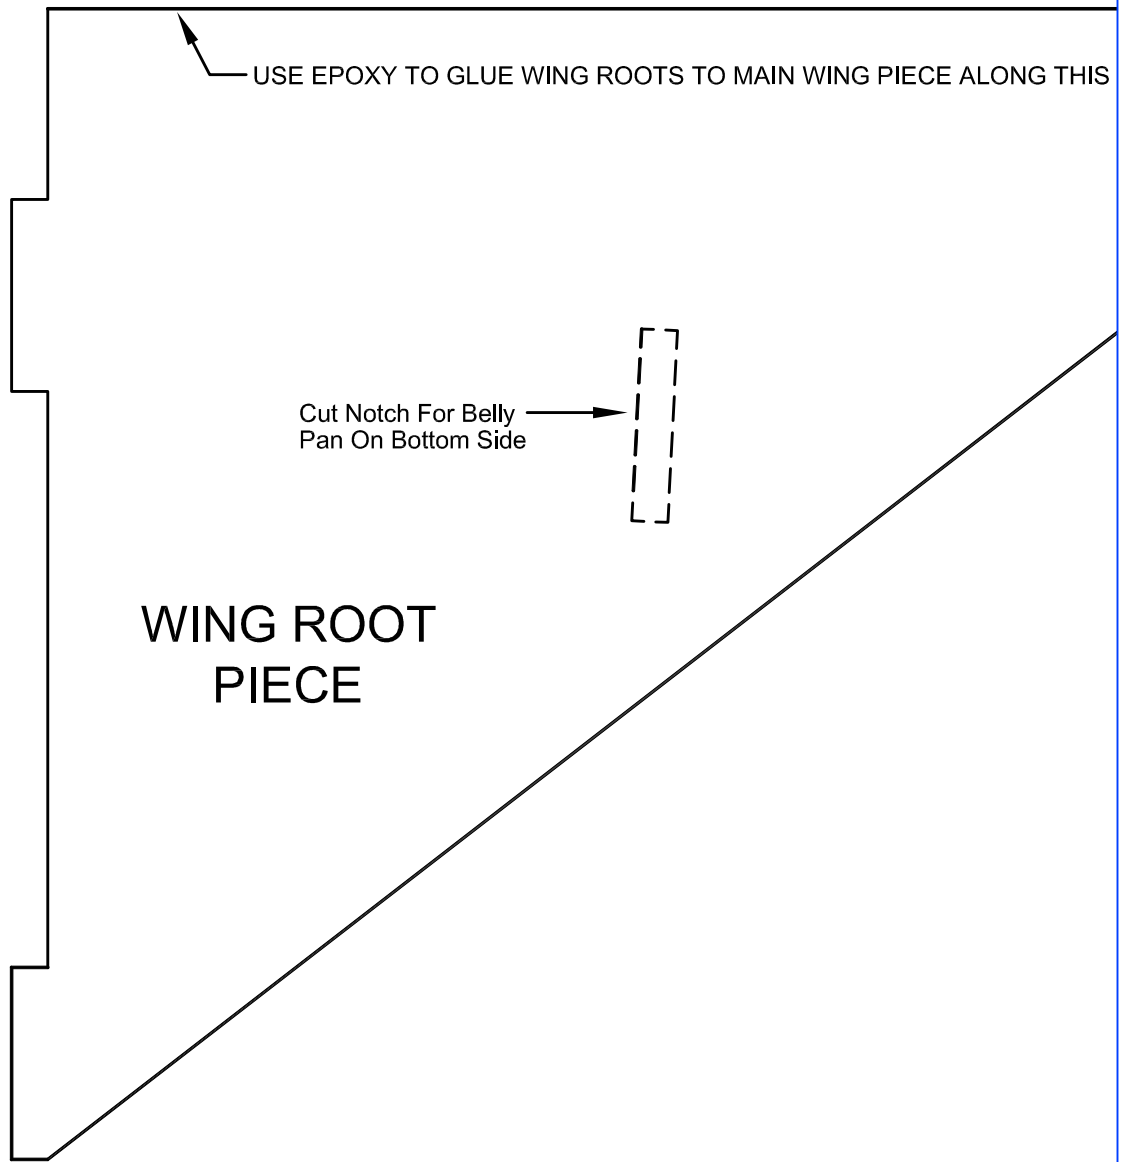 USE EPOXY TO GLUE WING ROOTS TO MAIN WING PIECE ALONG THIS
Cut Notch For Belly
Pan On Bottom Side
WING ROOT
PIECE